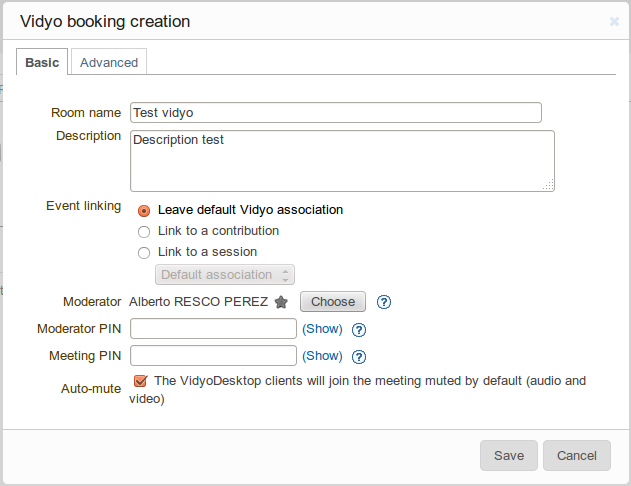 Vidyo booking creation
Basic Advanced
Room name Test vidyo
Description Description test
Event linking Leave default Vidyo association
Link to a contribution
Link to a session
Default association
Moderator Alberto RESCO PEREZ Choose ?
Moderator PIN (Show) ?
Meeting PIN (Show) ?
Auto-mute The VidyoDesktop clients will join the meeting muted by default (audio and
video)
Save Cancel